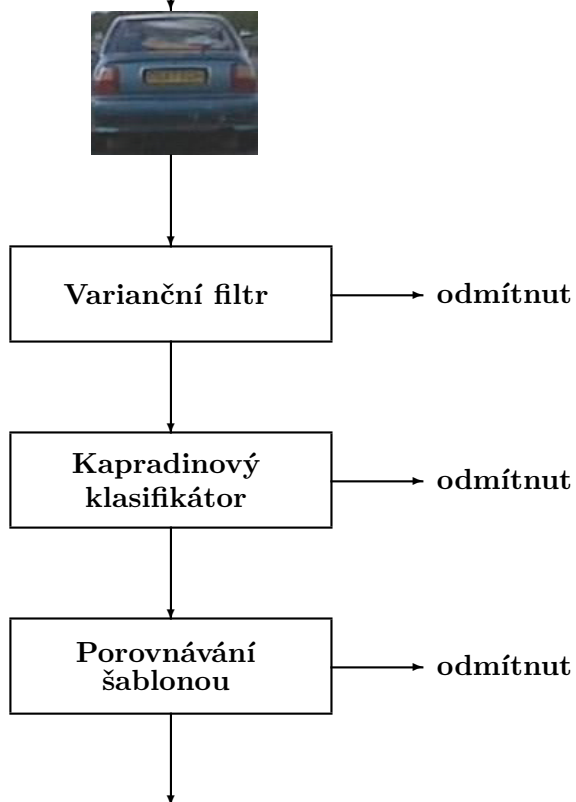 Varianční filtr
odmítnut
Kapradinový
klasifikátor
odmítnut
Porovnávání
šablonou
odmítnut